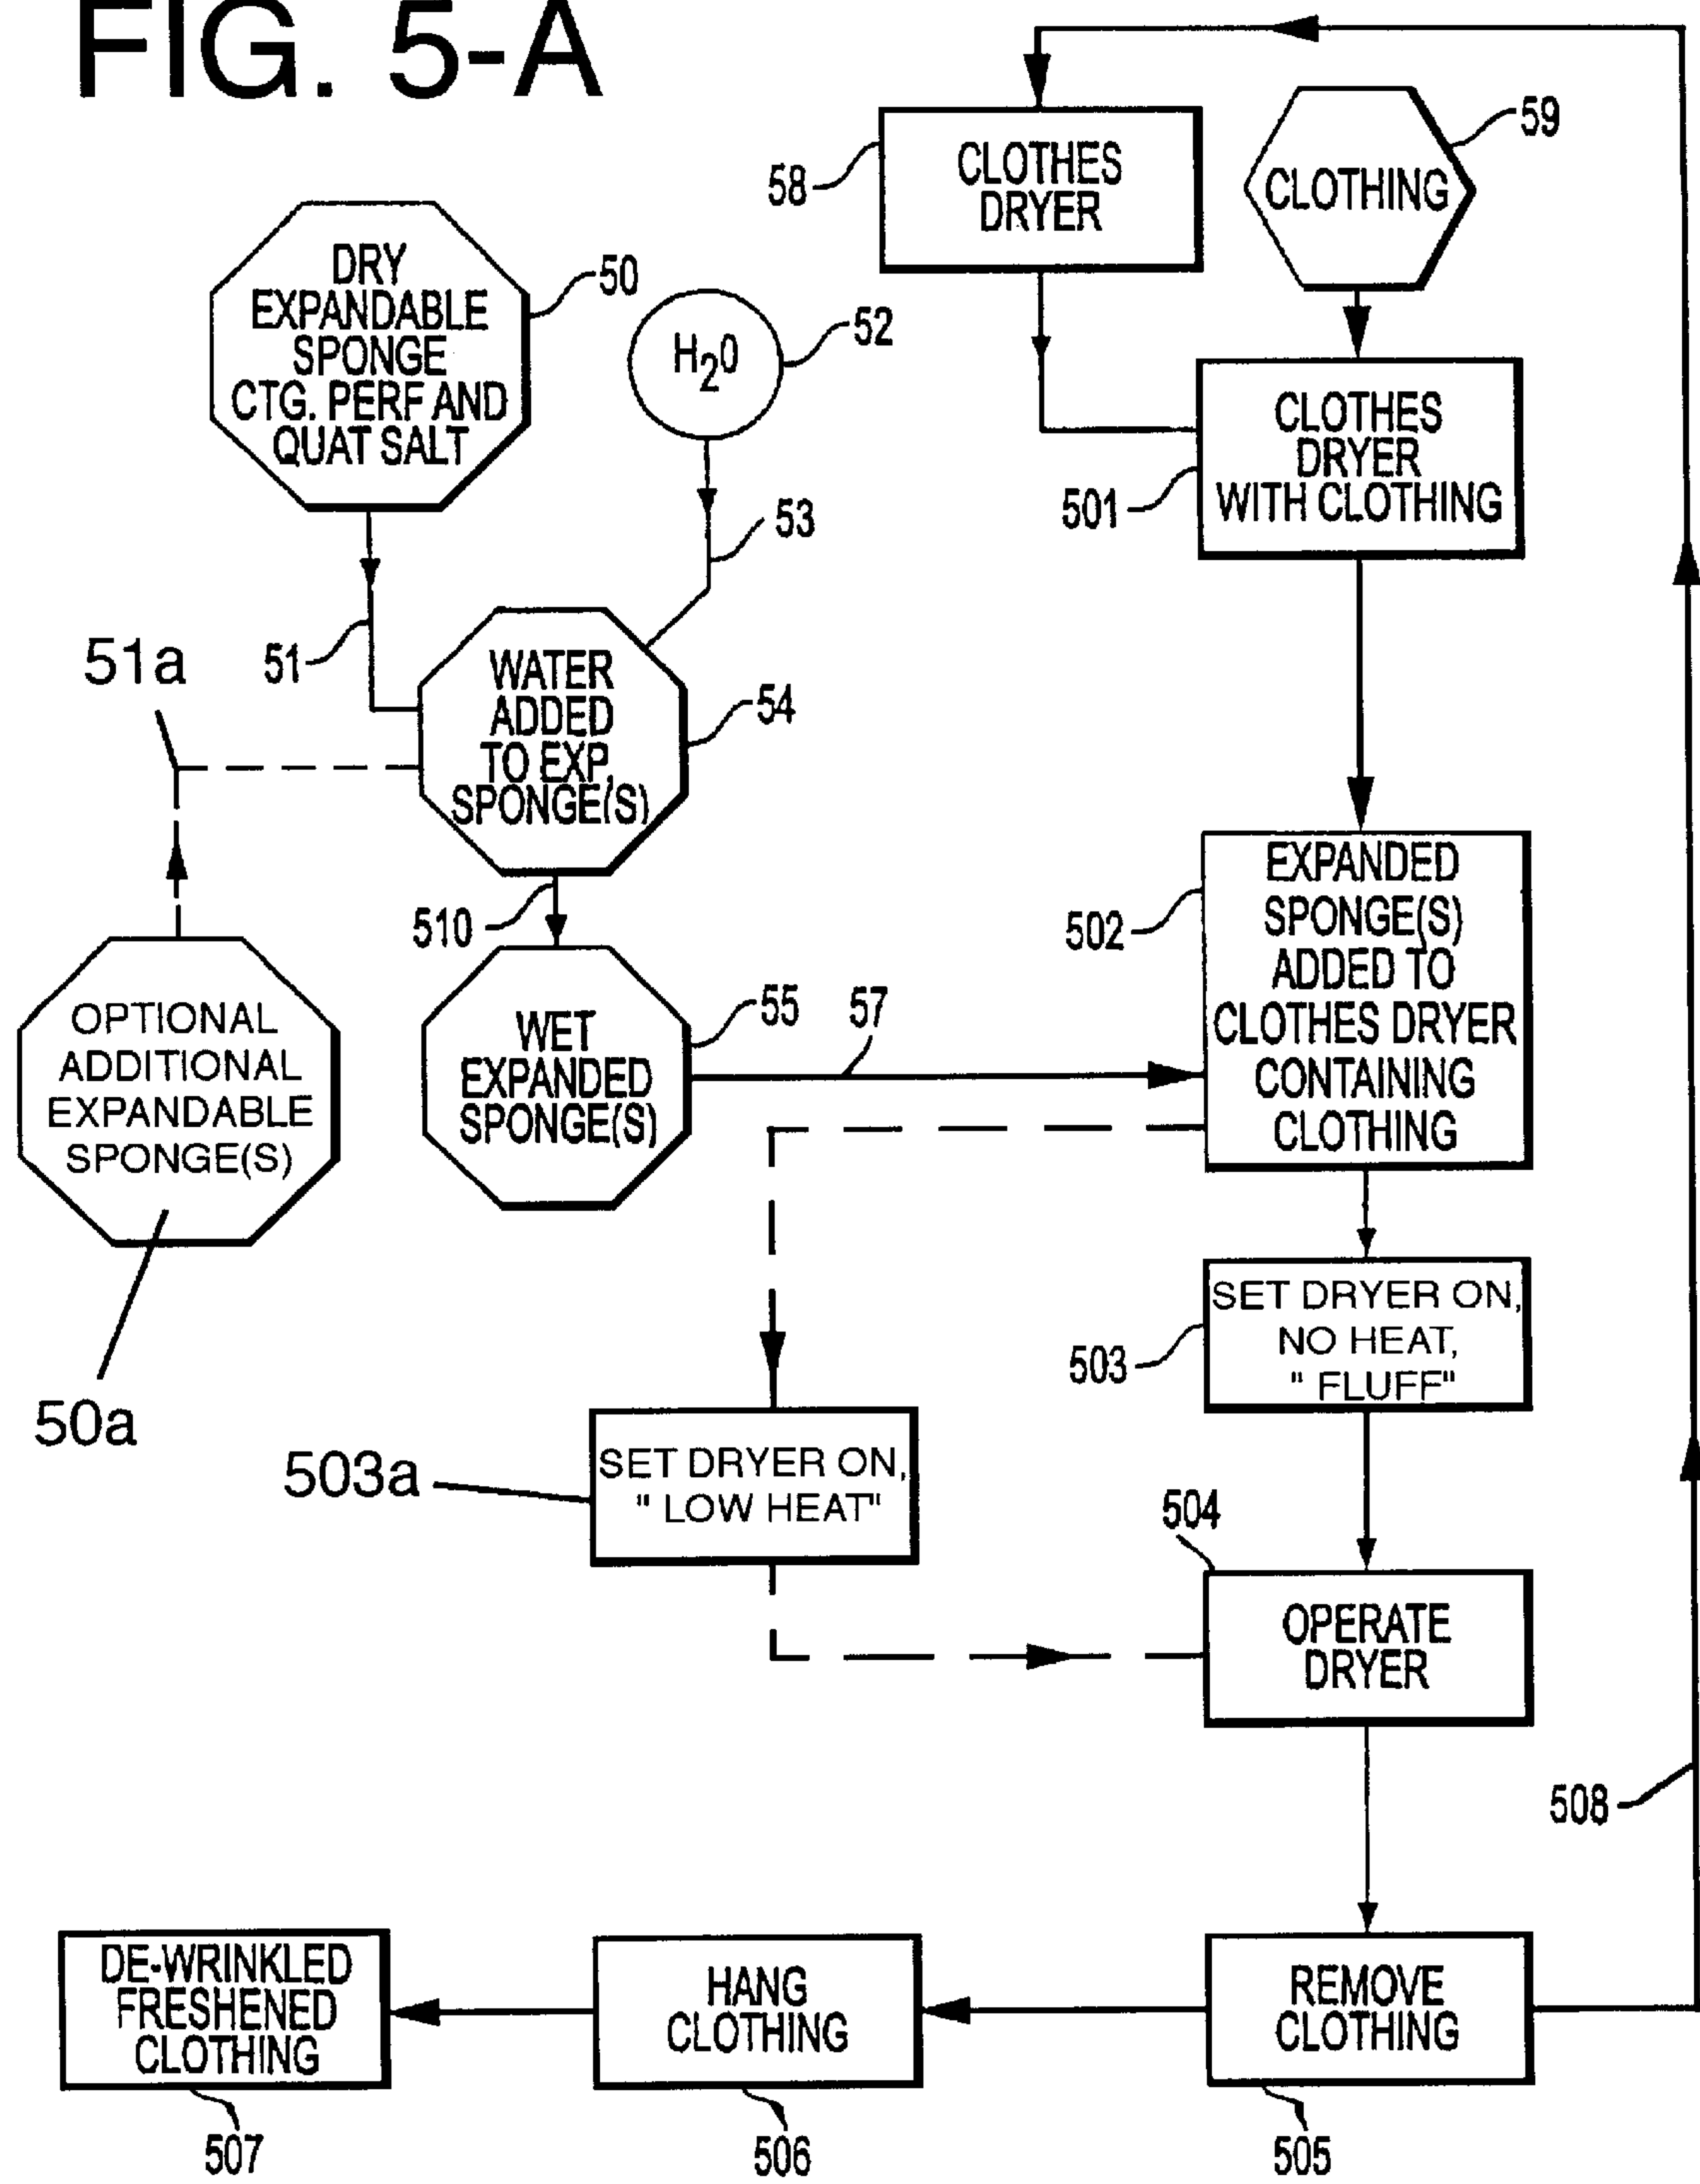 FIG. 5-A
CLOTHES
DRYER
58
CLOTHING
59
DRY
EXPANDABLE
SPONGE
CTG. PERF AND
QUAT SALT
50
H20
52
CLOTHES
DRYER
WITH CLOTHING
501
53
51
51a
WATER
ADDED
TO EXP.
SPONGE(S)
54
510
OPTIONAL
ADDITIONAL
EXPANDABLE
SPONGE(S)
50a
WET
EXPANDED
SPONGE(S)
55
57
EXPANDED
SPONGE(S)
ADDED TO
CLOTHES DRYER
CONTAINING
CLOTHING
502
SET DRYER ON,
NO HEAT,
" FLUFF"
503
SET DRYER ON,
" LOW HEAT"
503a
504
OPERATE
DRYER
508
DE-WRINKLED
FRESHENED
CLOTHING
507
HANG
CLOTHING
506
REMOVE
CLOTHING
505